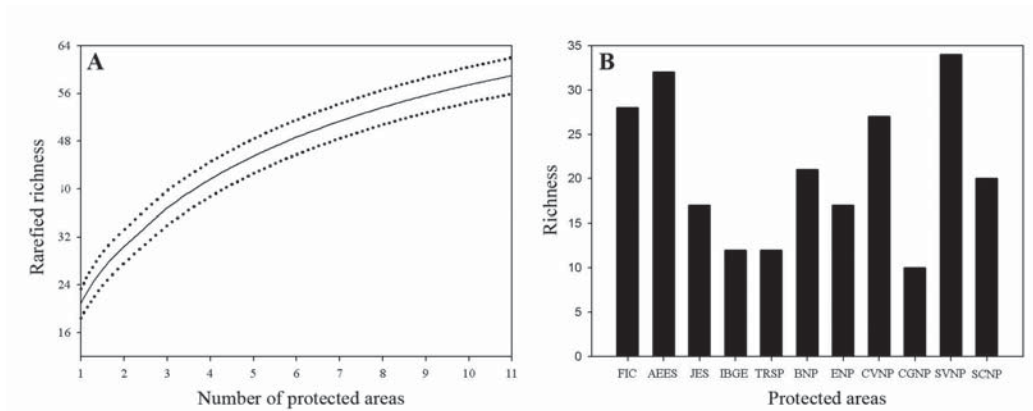 A
Rarefied richness
64
56
48
40
32
24
16
1 2 3 4 5 6 7 8 9 10 11
Number of protected areas
B
Richness
35
30
25
20
15
10
5
0
FIC AEES JES IBGE TRSP BNP ENP CVNP CGNP SVNP SCNP
Protected areas